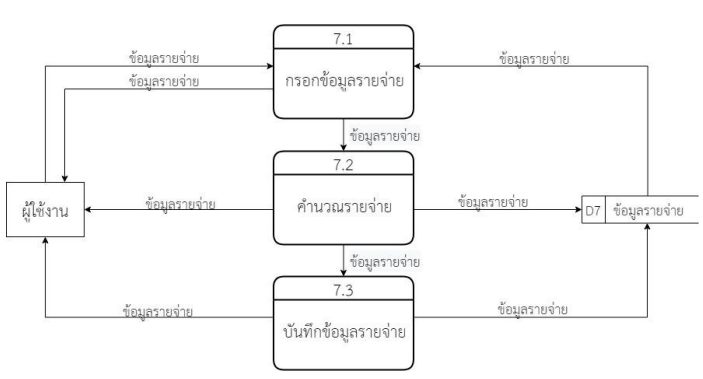 7.1
ข้อมูลรายจ่าย
ข้อมูลรายจ่าย
กรอกข้อมูลรายจ่าย
ข้อมูลรายจ่าย
ข้อมูลรายจ่าย
7.2
ผู้ใช้งาน
ข้อมูลรายจ่าย
คำนวณรายจ่าย
ข้อมูลรายจ่าย
D7 ข้อมูลรายจ่าย
ข้อมูลรายจ่าย
7.3
ข้อมูลรายจ่าย
บันทึกข้อมูลรายจ่าย
ข้อมูลรายจ่าย